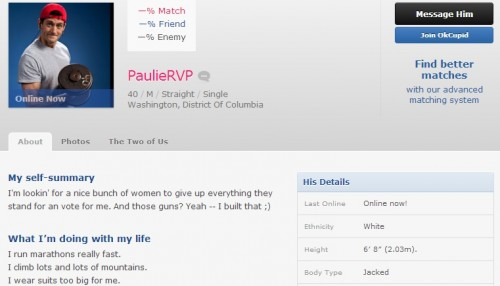 —% Match
—% Friend
—% Enemy
Message Him
Join OkCupid
Online Now
PaulieRVP
40 / M / Straight / Single
Washington, District Of Columbia
Find better
matches
with our advanced
matching system
About Photos The Two of Us
My self-summary
I'm lookin' for a nice bunch of women to give up everything they
stand for an vote for me. And those guns? Yeah -- I built that ;)
What I'm doing with my life
I run marathons really fast.
I climb lots and lots of mountains.
I wear suits too big for me.
His Details
Last Online Online now!
Ethnicity White
Height 6' 8" (2.03m).
Body Type Jacked